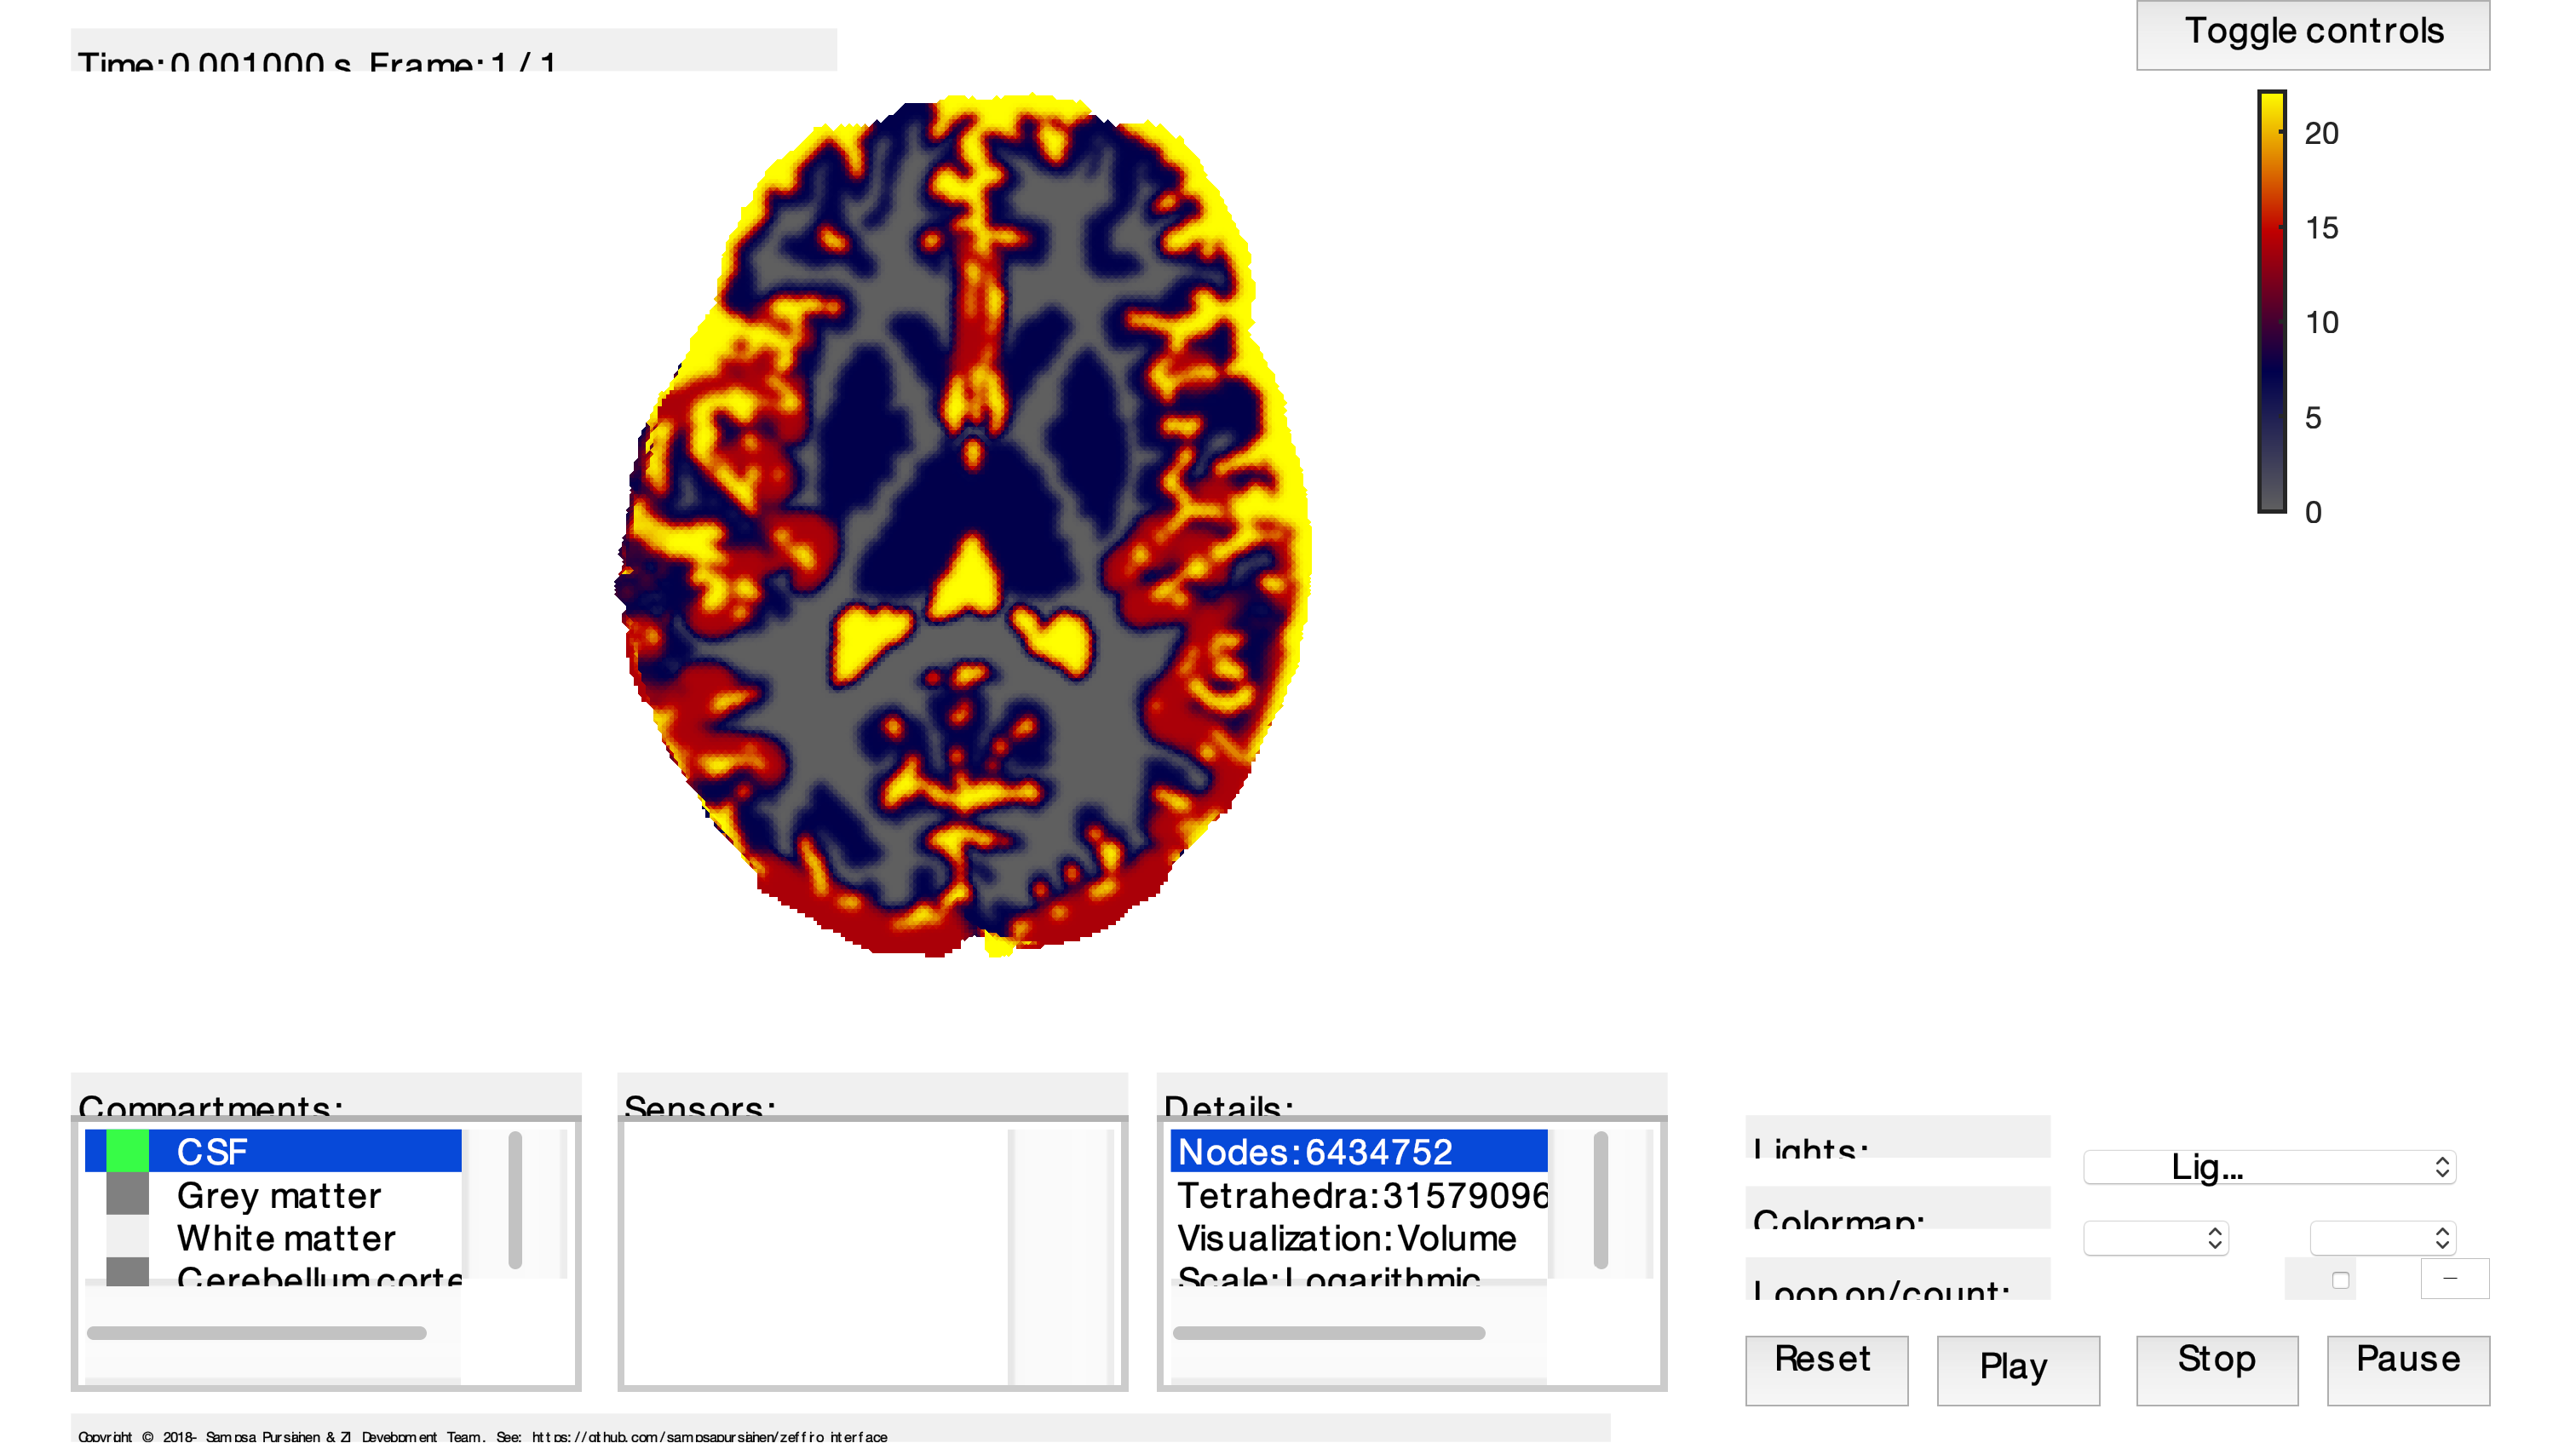 Toggle controls
Time: 0.001000 s Frame: 1 / 1
20
15
10
5
0
Compartments:
CSF
Grey matter
White matter
Cerebellum corte
Sensors:
Details:
Nodes: 6434752
Tetrahedra: 31579096
Visualization: Volume
Scale: Logarithmic
Lights:
Lig...
Colormap:
Loop on/count:
–
Reset
Play
Stop
Pause
Copyright © 2018- Sampsa Pursiainen & ZI Development Team. See: https://github.com/sampsapursiainen/zeffiro_interface